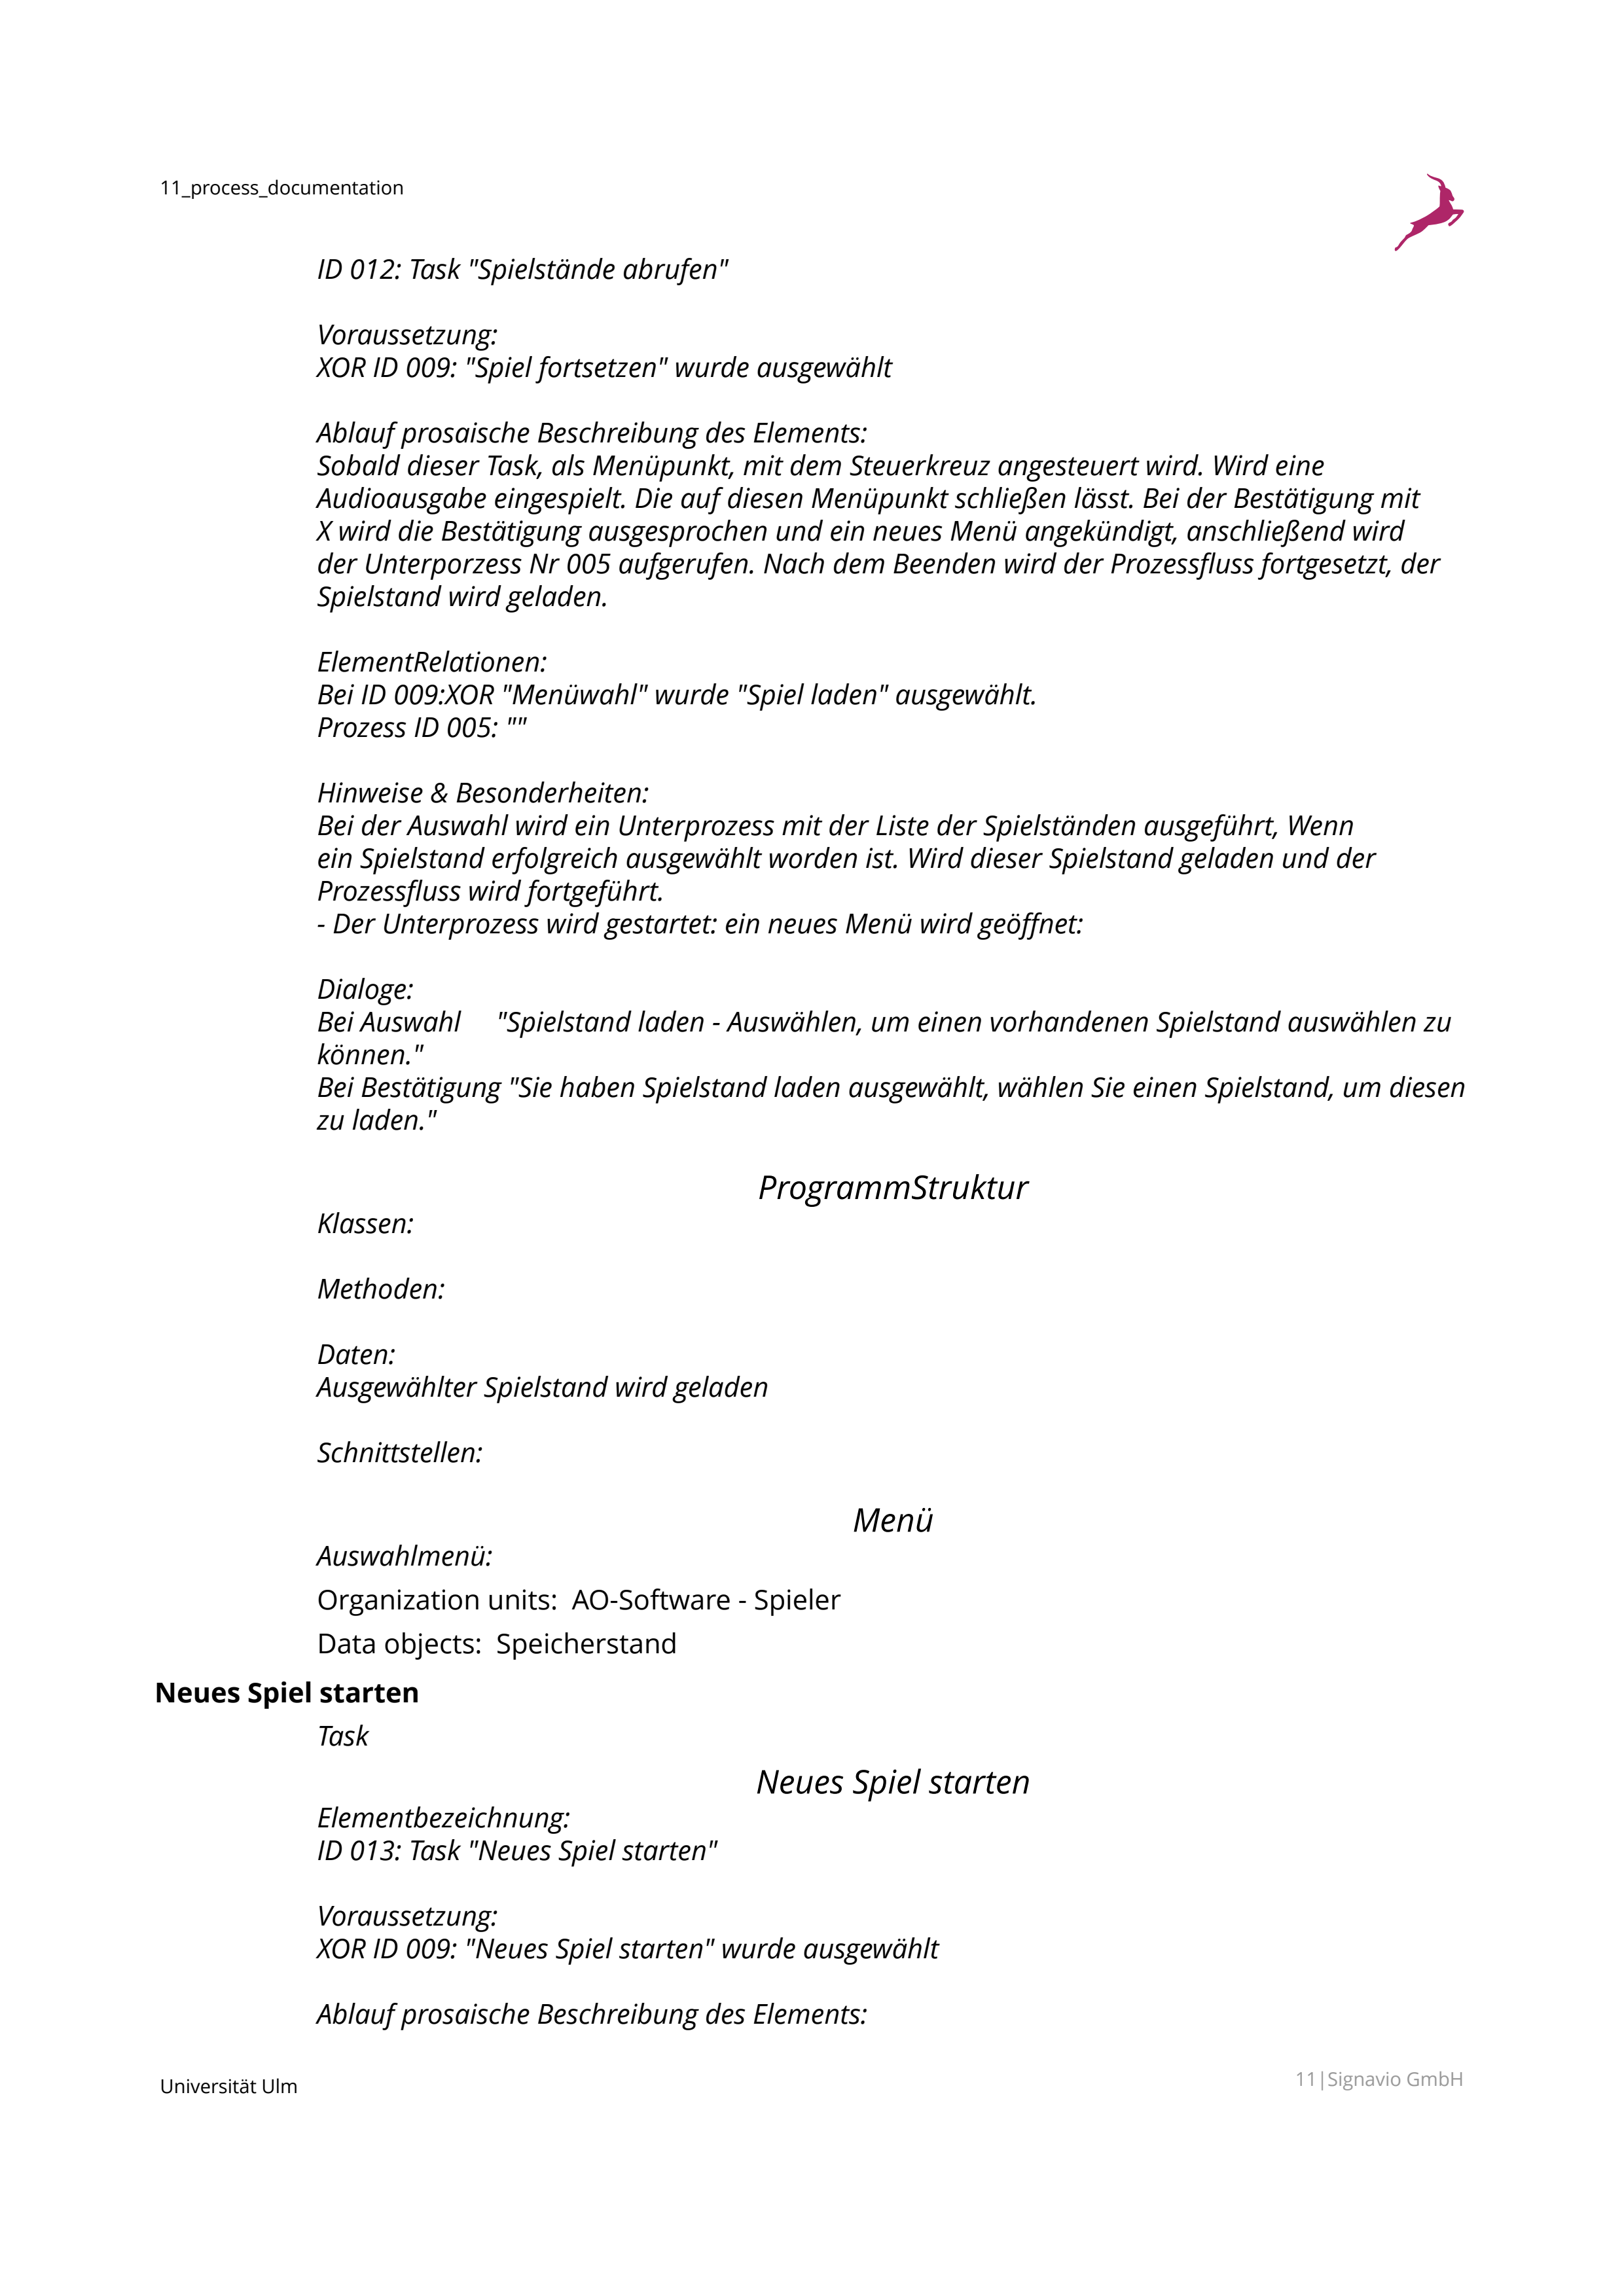 11_process_documentation
ID 012: Task "Spielstände abrufen"
Voraussetzung:
XOR ID 009: "Spiel fortsetzen" wurde ausgewählt
Ablauf prosaische Beschreibung des Elements:
Sobald dieser Task, als Menüpunkt, mit dem Steuerkreuz angesteuert wird. Wird eine
Audioausgabe eingespielt. Die auf diesen Menüpunkt schließen lässt. Bei der Bestätigung mit
X wird die Bestätigung ausgesprochen und ein neues Menü angekündigt, anschließend wird
der Unterporzess Nr 005 aufgerufen. Nach dem Beenden wird der Prozessfluss fortgesetzt, der
Spielstand wird geladen.
ElementRelationen:
Bei ID 009:XOR "Menüwahl" wurde "Spiel laden" ausgewählt.
Prozess ID 005: ""
Hinweise & Besonderheiten:
Bei der Auswahl wird ein Unterprozess mit der Liste der Spielständen ausgeführt, Wenn
ein Spielstand erfolgreich ausgewählt worden ist. Wird dieser Spielstand geladen und der
Prozessfluss wird fortgeführt.
- Der Unterprozess wird gestartet: ein neues Menü wird geöffnet:
Dialoge:
Bei Auswahl "Spielstand laden - Auswählen, um einen vorhandenen Spielstand auswählen zu
können."
Bei Bestätigung "Sie haben Spielstand laden ausgewählt, wählen Sie einen Spielstand, um diesen
zu laden."
ProgrammStruktur
Klassen:
Methoden:
Daten:
Ausgewählter Spielstand wird geladen
Schnittstellen:
Menü
Auswahlmenü:
Organization units: AO-Software - Spieler
Data objects: Speicherstand
Neues Spiel starten
Task
Neues Spiel starten
Elementbezeichnung:
ID 013: Task "Neues Spiel starten"
Voraussetzung:
XOR ID 009: "Neues Spiel starten" wurde ausgewählt
Ablauf prosaische Beschreibung des Elements:
Universität Ulm
11|Signavio GmbH